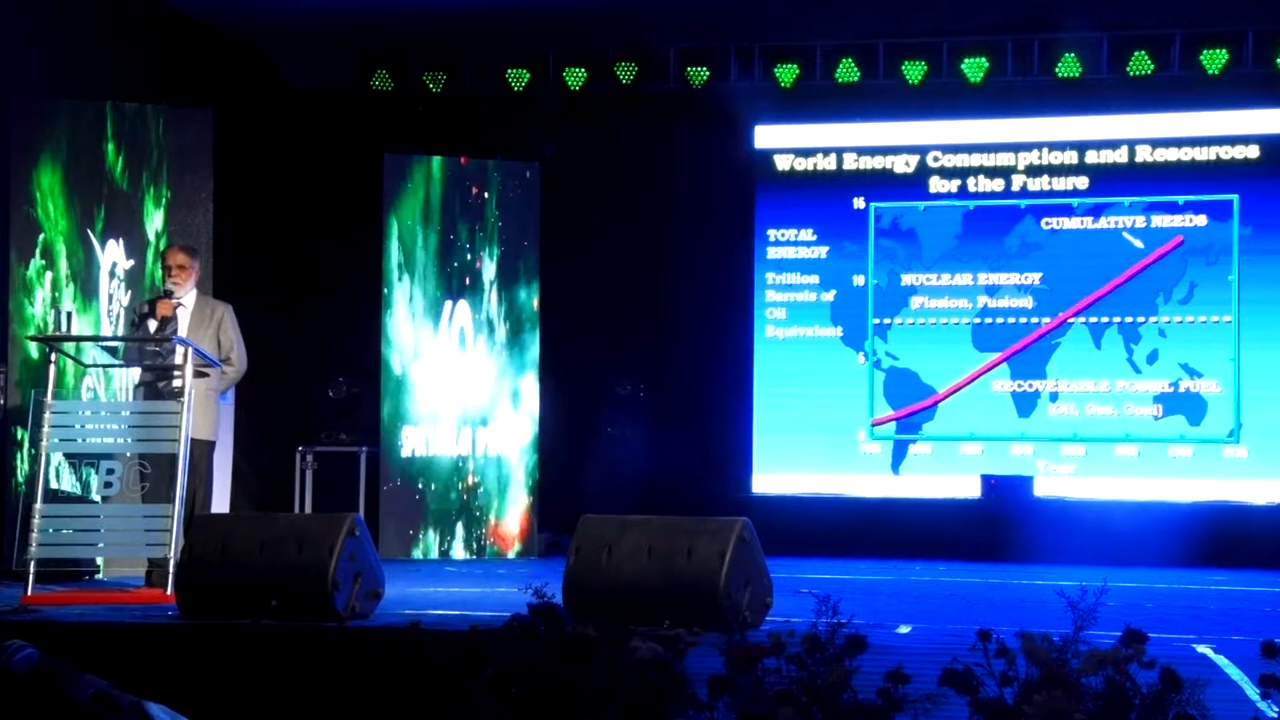 World Energy Consumption and Resources
for the Future
TOTAL
ENERGY
Trillion
Barrels of
Oil
Equivalent
15
10
5
CUMULATIVE NEEDS
NUCLEAR ENERGY
(Fission, Fusion)
RECOVERABLE FOSSIL FUEL
(Oil, Gas, Coal)
Year
MBC